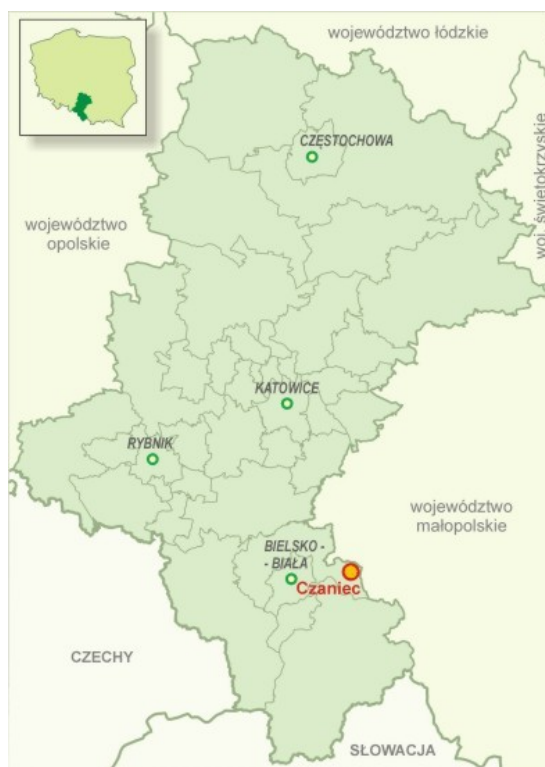 województwo łódzkie
CZĘSTOCHOWA
woj. świętokrzyskie
województwo
opolskie
KATOWICE
RYBNIK
województwo
małopolskie
BIELSKO -
- BIAŁA
Czaniec
CZECHY
SŁOWACJA